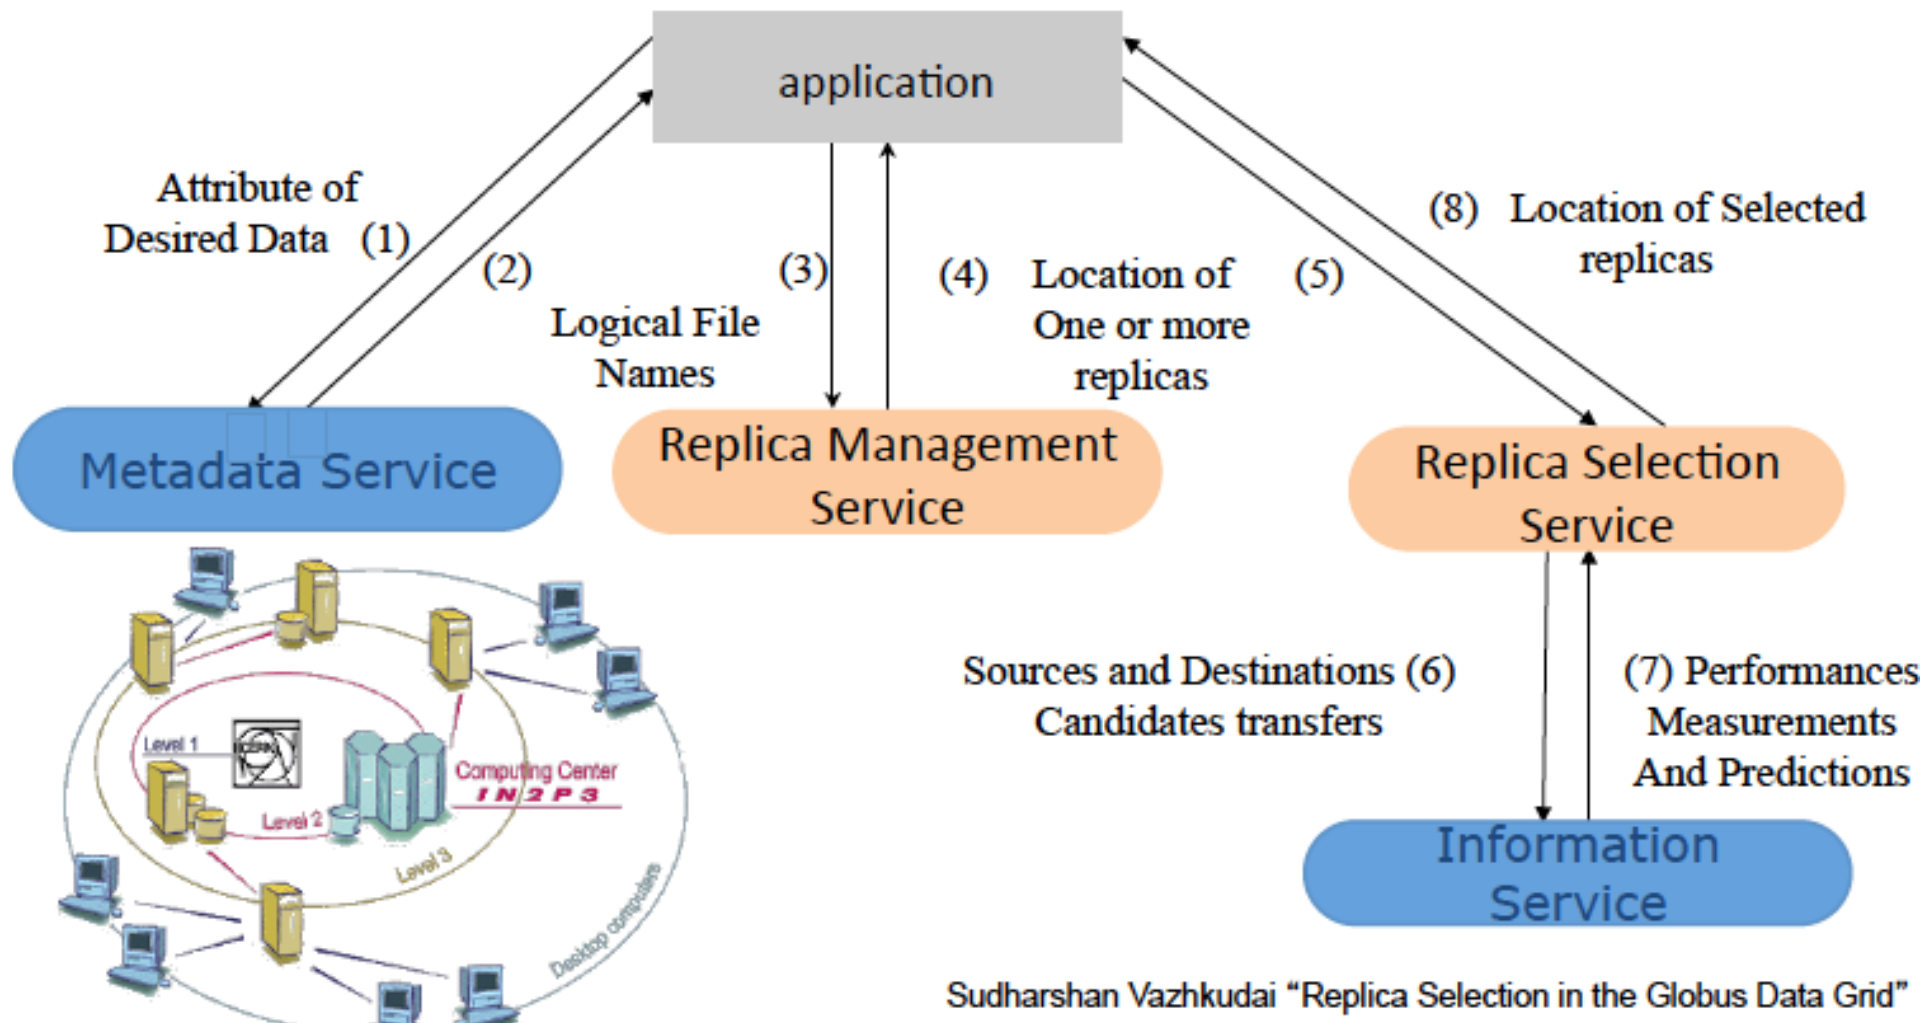 application
Attribute of
Desired Data (1)
(2)
Logical File
Names
(3)
(4) Location of
One or more
replicas
(5)
(8) Location of Selected
replicas
Metadata Service
Replica Management
Service
Replica Selection
Service
Sources and Destinations (6)
Candidates transfers
(7) Performances
Measurements
And Predictions
Information
Service
Level 1
CERN
Computing Center
IN2P3
Level 2
Level 3
Desktop computers
Sudharshan Vazhkudai “Replica Selection in the Globus Data Grid”